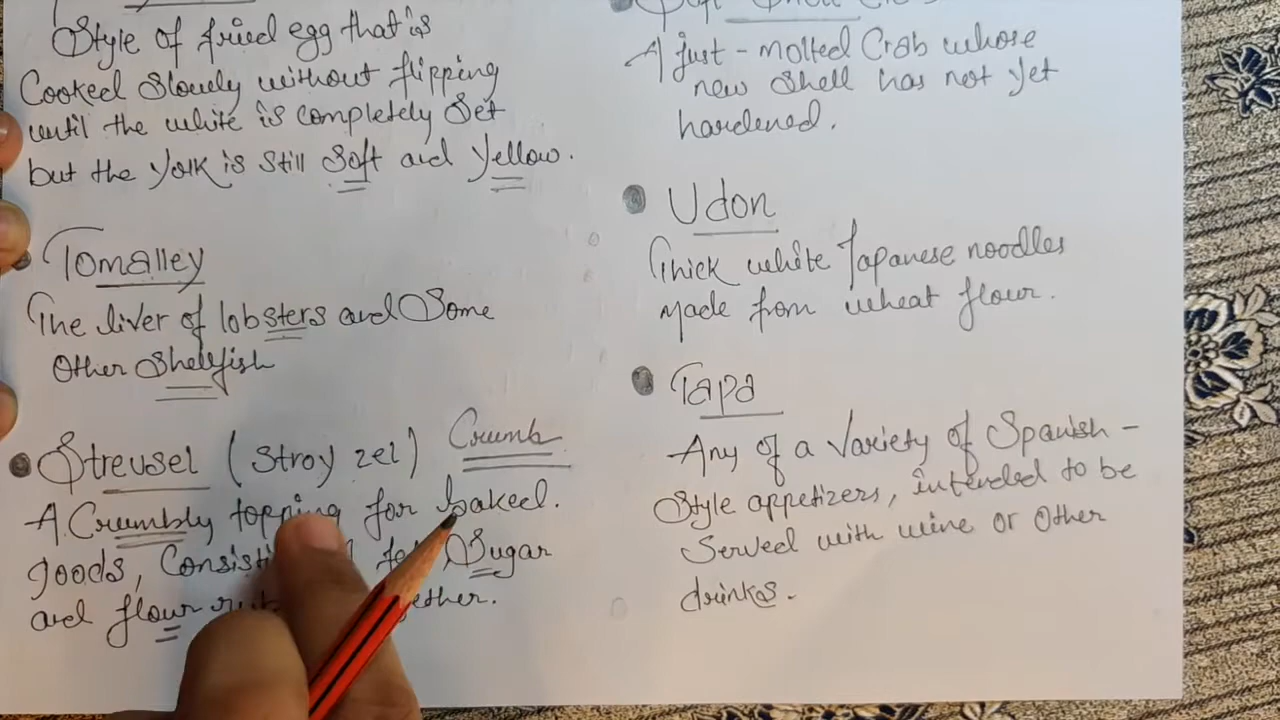 Style of fried egg that is
Cooked slowly without flipping
until the white is completely Set
but the Yolk is still Soft and Yellow.
Tomalley
The liver of lobsters and Some
Other Shellfish
Streusel (Stroy zel) Crumb
A Crumbly topping for baked.
goods, Sugar
and flour
A just - molted Crab whose
new shell has not yet
hardened.
Udon
Thick white Japanese noodles
made from wheat flour.
Tapa
Any of a Variety of Spanish -
Style appetizers, intended to be
Served with wine or Other
drinks.